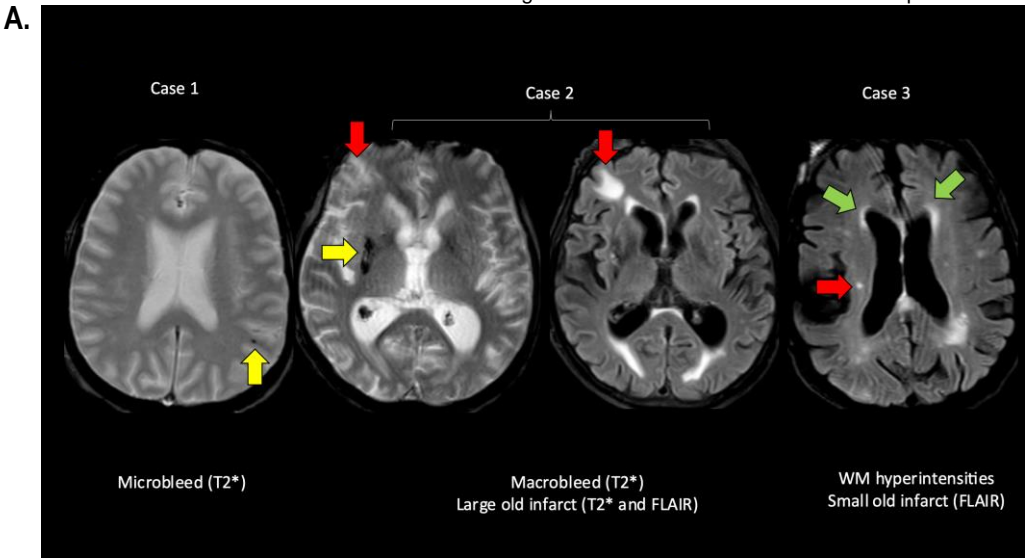 A.
Case 1
Case 2
Case 3
Microbleed (T2*)
Macrobleed (T2*)
Large old infarct (T2* and FLAIR)
WM hyperintensities
Small old infarct (FLAIR)